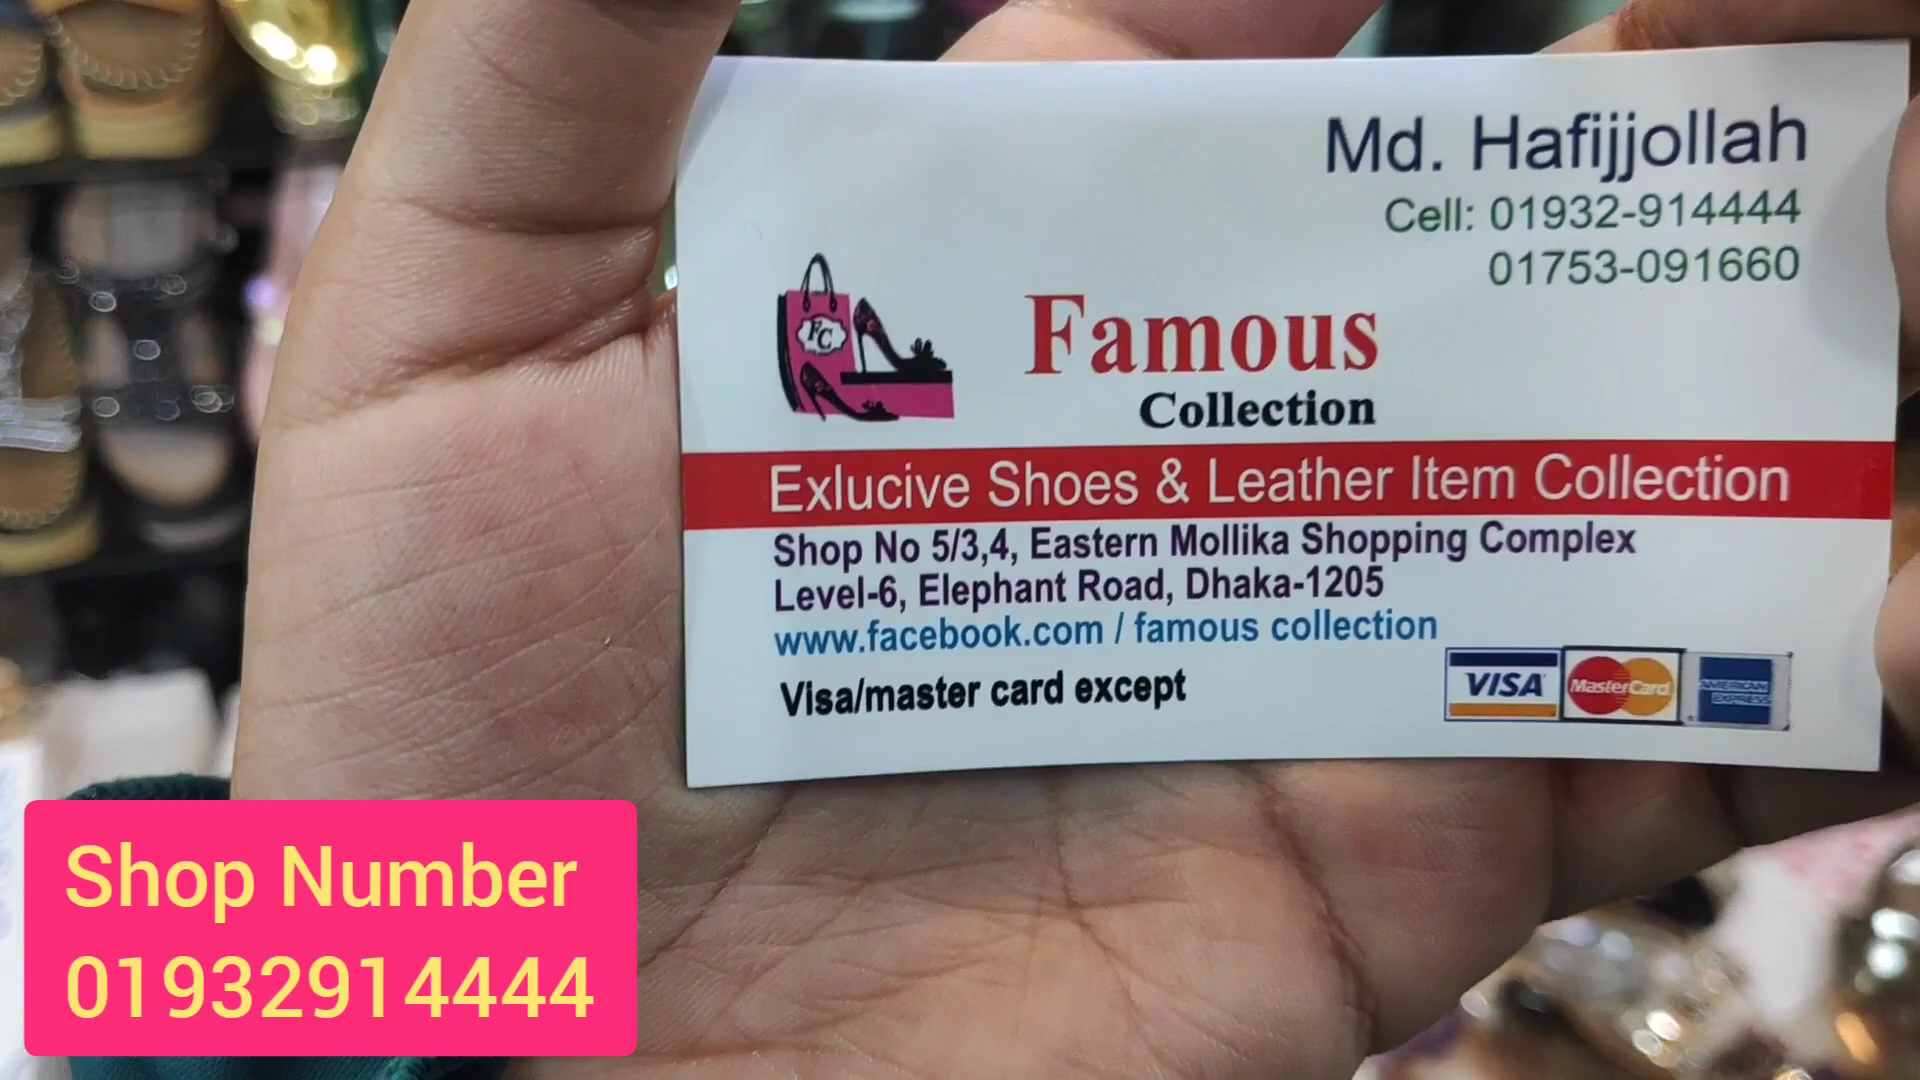 Md. Hafijjollah
Cell: 01932-914444
01753-091660
FC
Famous
Collection
Exlucive Shoes & Leather Item Collection
Shop No 5/3,4, Eastern Mollika Shopping Complex
Level-6, Elephant Road, Dhaka-1205
www.facebook.com / famous collection
Visa/master card except
VISA MasterCard AMERICAN EXPRESS
Shop Number
01932914444